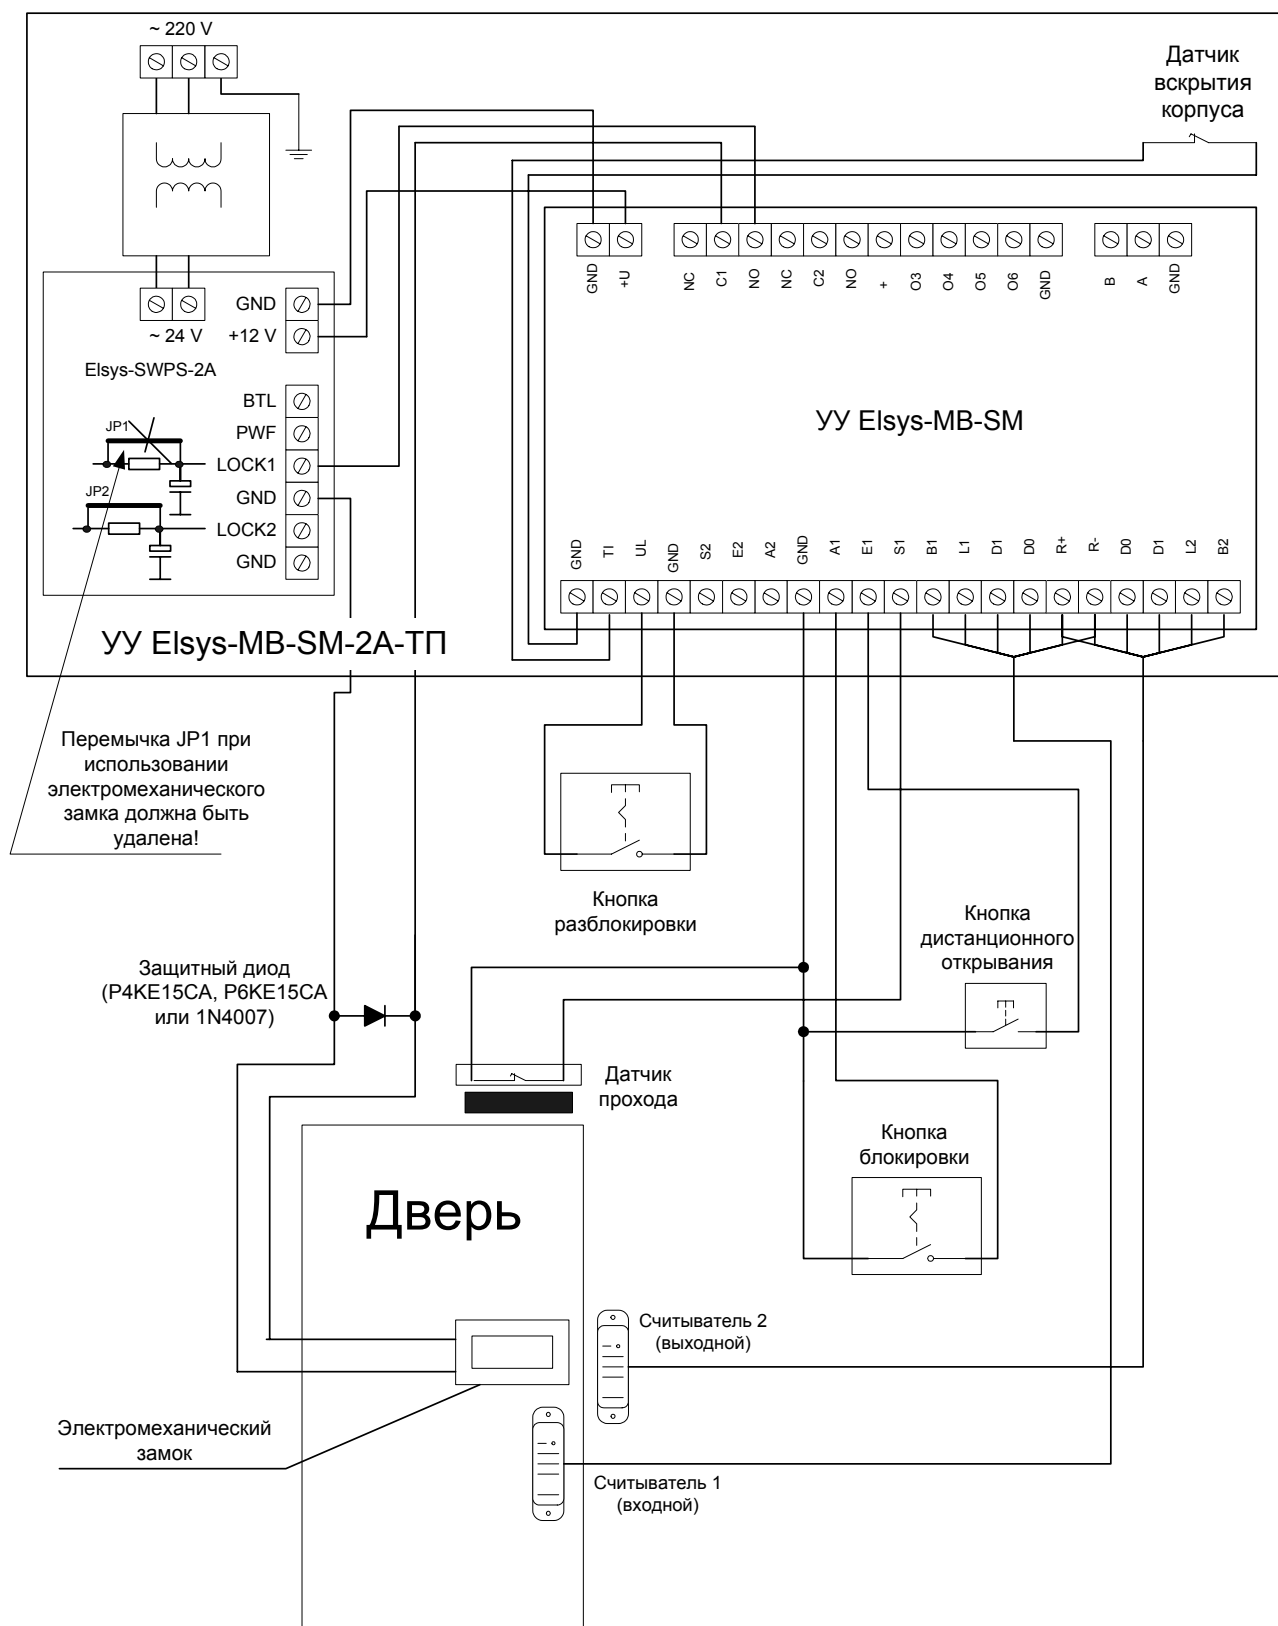 ~ 220 V
Датчик
вскрытия
корпуса
GND
+U
NC
C1
NO
NC
C2
NO
+
O3
O4
O5
O6
GND
B
A
GND
~ 24 V
GND
+12 V
Elsys-SWPS-2A
BTL
PWF
LOCK1
GND
LOCK2
GND
JP1
JP2
УУ Elsys-MB-SM
GND
TI
UL
GND
S2
E2
A2
GND
A1
E1
S1
B1
L1
D1
D0
R+
R-
D0
D1
L2
B2
УУ Elsys-MB-SM-2A-ТП
Перемычка JP1 при
использовании
электромеханического
замка должна быть
удалена!
Кнопка
разблокировки
Кнопка
дистанционного
открывания
Защитный диод
(P4KE15CA, P6KE15CA
или 1N4007)
Датчик
прохода
Кнопка
блокировки
Дверь
Считыватель 2
(выходной)
Электромеханический
замок
Считыватель 1
(входной)